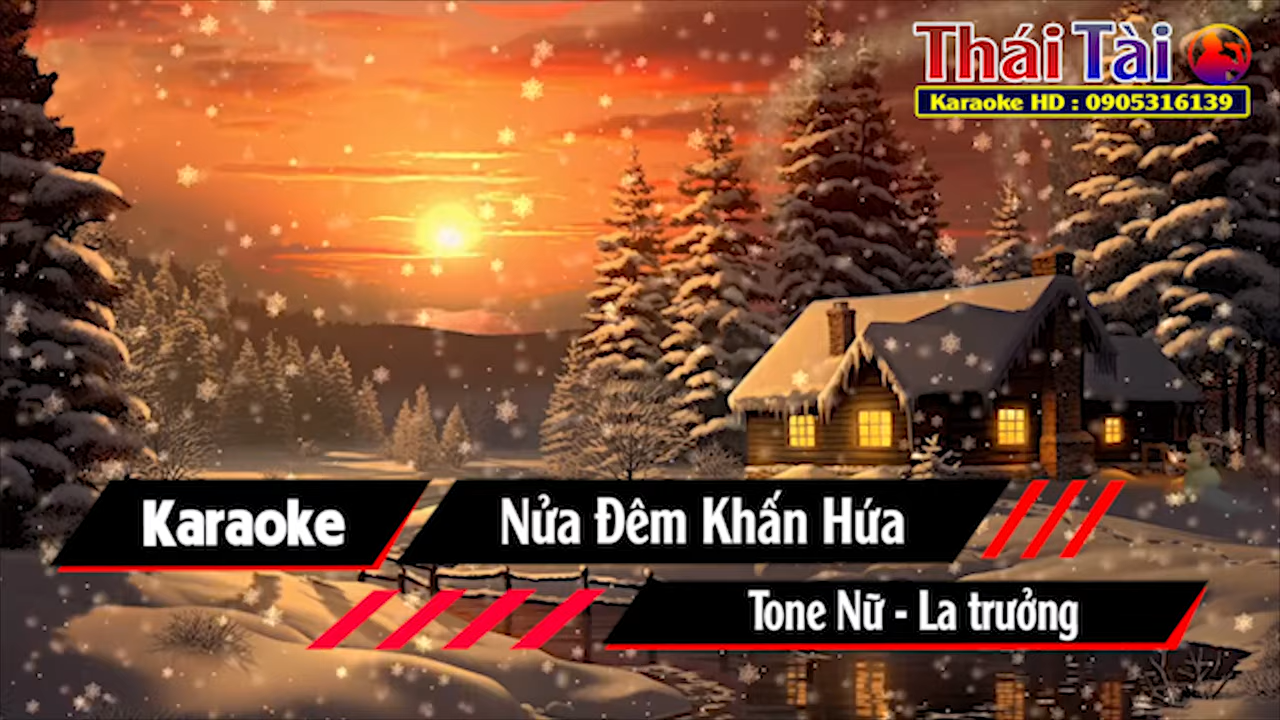 Thái Tài
Karaoke HD : 0905316139
Karaoke
Nửa Đêm Khấn Hứa
Tone Nữ - La trưởng